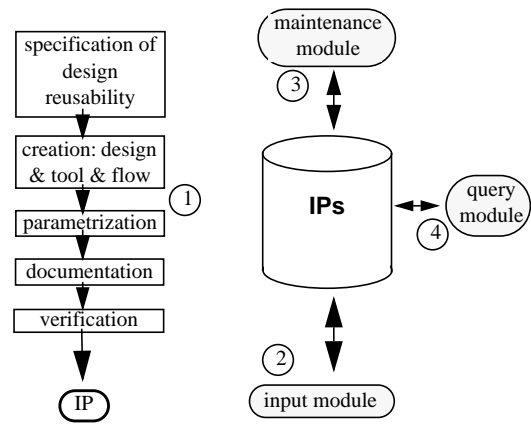 specification of
design
reusability
creation: design
& tool & flow
1
parametrization
documentation
verification
IP
maintenance
module
3
IPs
query
module
4
2
input module